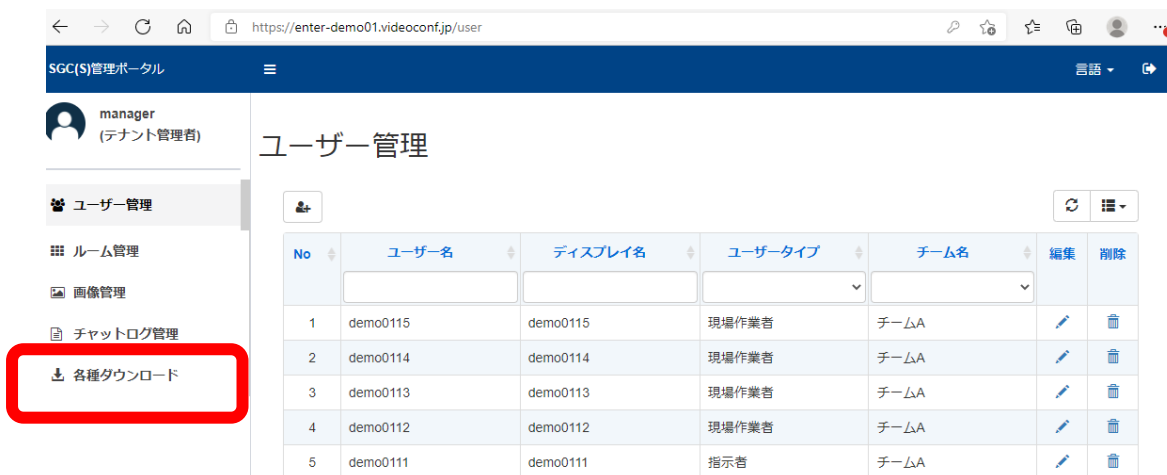 https://enter-demo01.videoconf.jp/user
SGC(S)管理ポータル
言語
manager
(テナント管理者)
ユーザー管理
ルーム管理
画像管理
チャットログ管理
各種ダウンロード
ユーザー管理
No ユーザー名 ディスプレイ名 ユーザータイプ チーム名 編集 削除
1 demo0115 demo0115 現場作業者 チームA
2 demo0114 demo0114 現場作業者 チームA
3 demo0113 demo0113 現場作業者 チームA
4 demo0112 demo0112 現場作業者 チームA
5 demo0111 demo0111 指示者 チームA